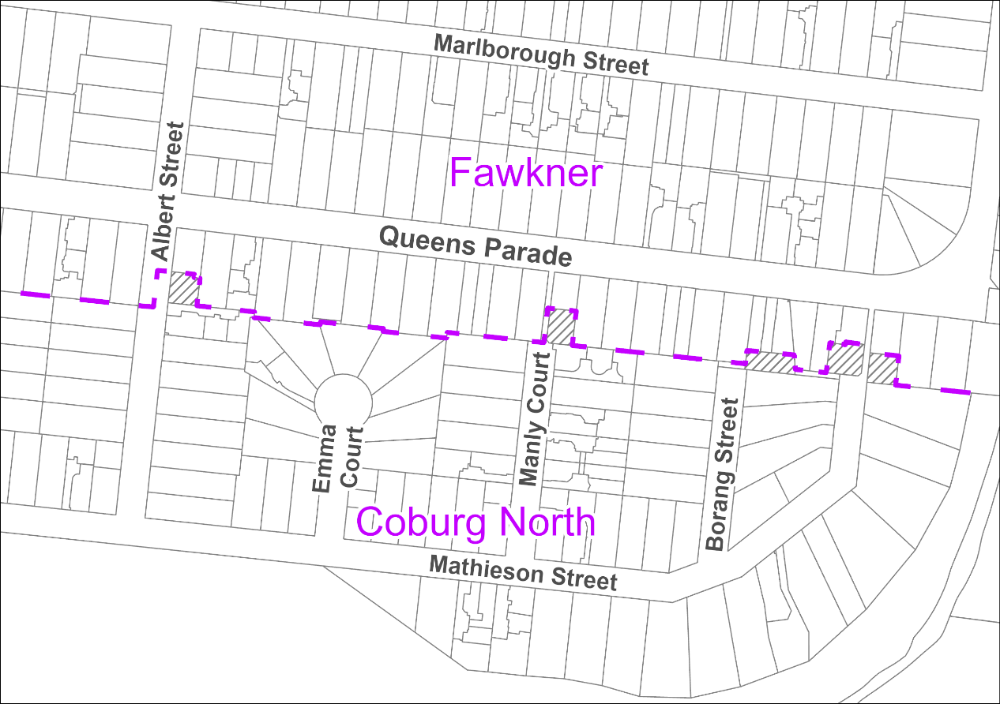 Marlborough Street
Fawkner
Albert Street
Queens Parade
Manly Court
Borang Street
Emma
Court
Coburg North
Mathieson Street